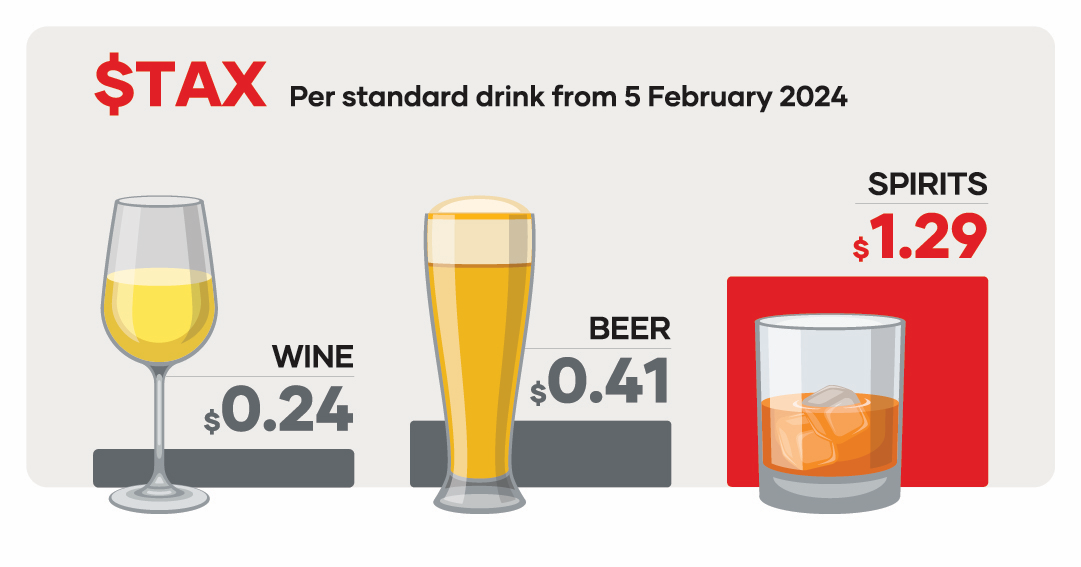 $TAX Per standard drink from 5 February 2024
WINE
$0.24
BEER
$0.41
SPIRITS
$1.29